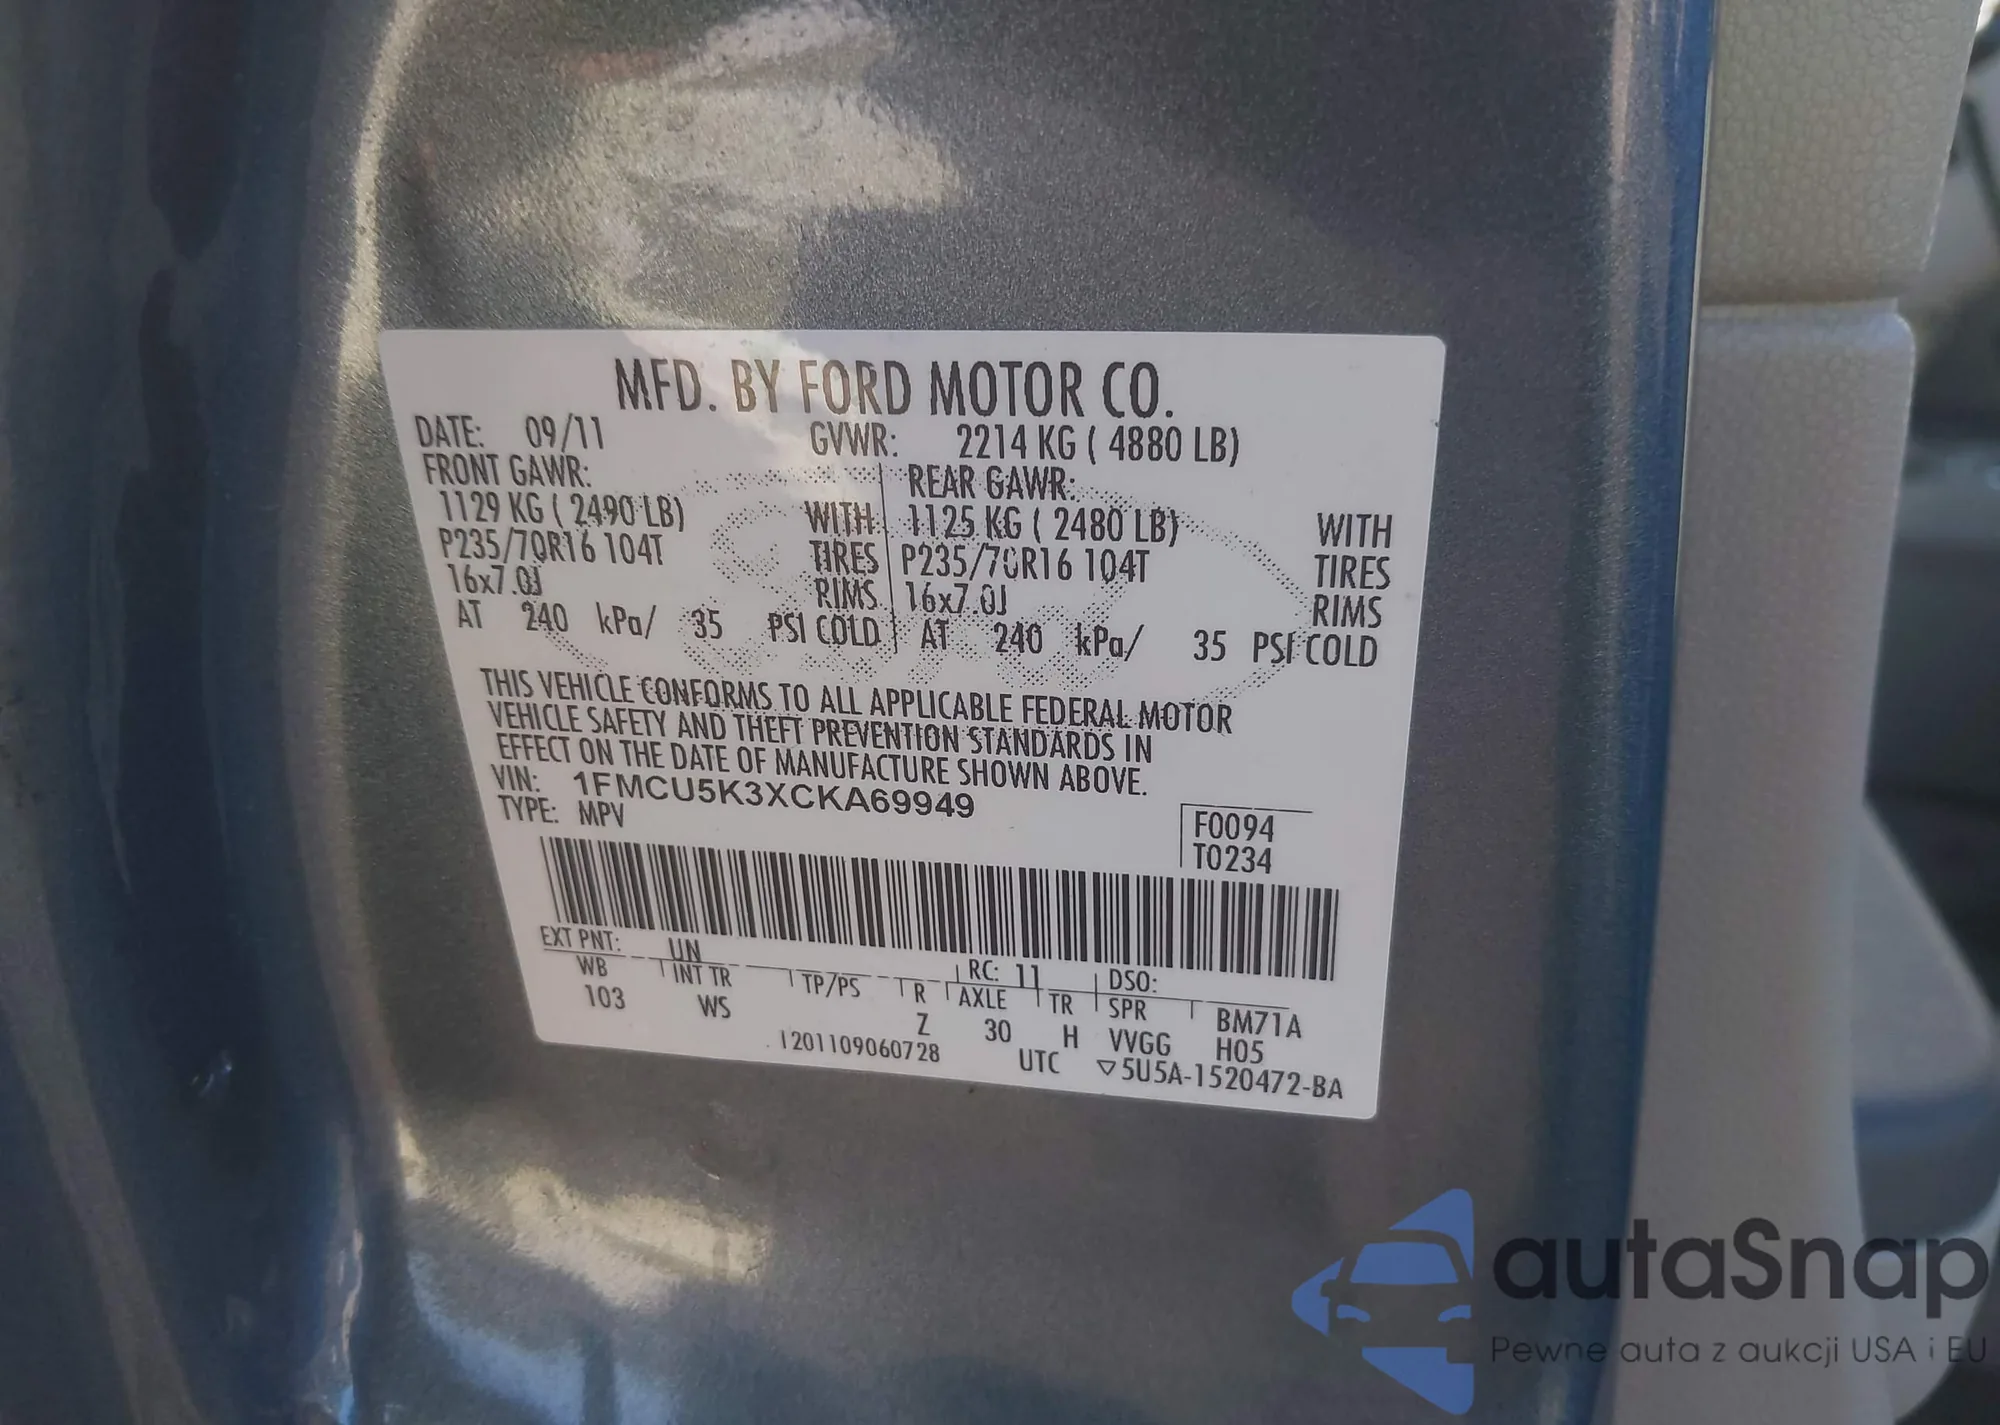 MFD. BY FORD MOTOR CO.
DATE: 09/11 GVWR: 2214 KG ( 4880 LB)
FRONT GAWR: REAR GAWR:
1129 KG ( 2490 LB) WITH 1125 KG ( 2480 LB) WITH
P235/70R16 104T TIRES P235/70R16 104T TIRES
16x7.0J RIMS 16x7.0J RIMS
AT 240 kPa/ 35 PSI COLD AT 240 kPa/ 35 PSI COLD
THIS VEHICLE CONFORMS TO ALL APPLICABLE FEDERAL MOTOR
VEHICLE SAFETY AND THEFT PREVENTION STANDARDS IN
EFFECT ON THE DATE OF MANUFACTURE SHOWN ABOVE.
VIN: 1FMCU5K3XCKA69949
TYPE: MPV
F0094
T0234
EXT PNT: UN RC: 11 DSO:
WB INT TR TP/PS R AXLE TR SPR BM71A
103 WS Z 30 H VVGG H05
1201109060728 UTC ▽5U5A-1520472-BA
autaSnap
Pewne auta z aukcji USA i EU